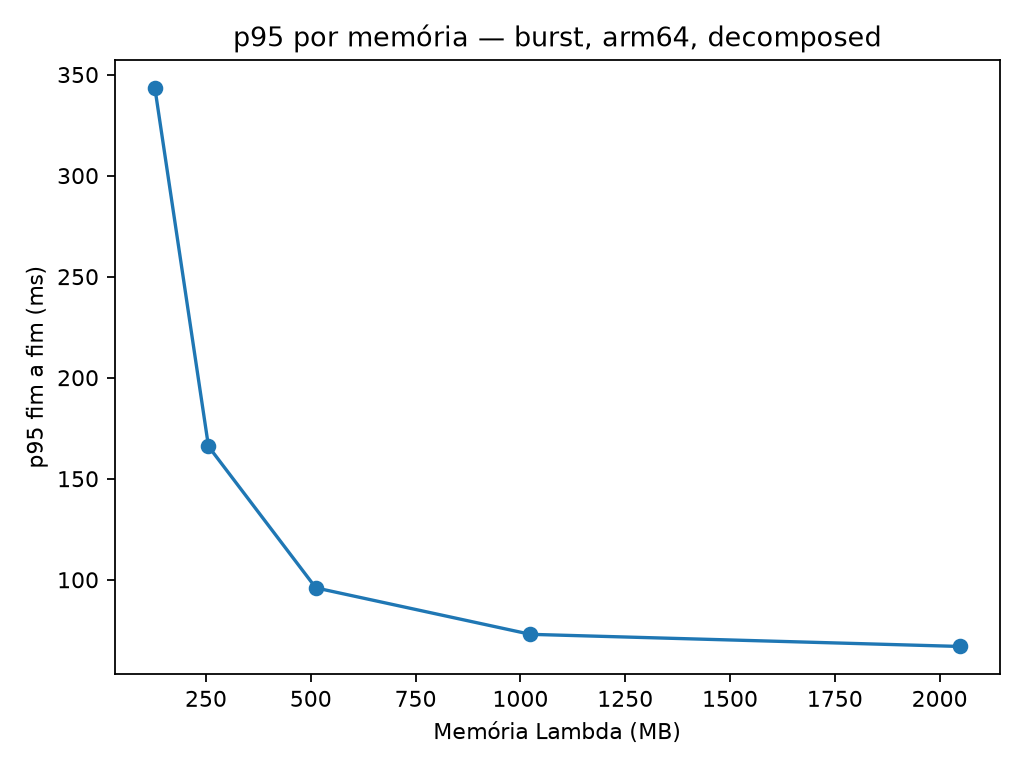 p95 por memória — burst, arm64, decomposed
350
300
250
200
150
100
p95 fim a fim (ms)
250 500 750 1000 1250 1500 1750 2000
Memória Lambda (MB)